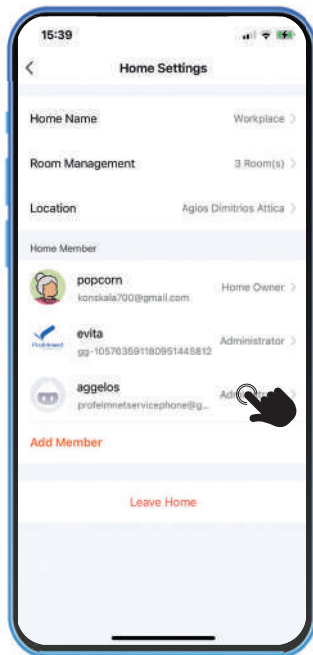 15:39
Home Settings
Home Name Workplace
Room Management 3 Room(s)
Location Agios Dimitrios Attica
Home Member
popcorn
konskala700@gmail.com Home Owner
evita
gg-105763591180951445812 Administrator
aggelos
profelmnetservicephone@g...
Add Member
Leave Home